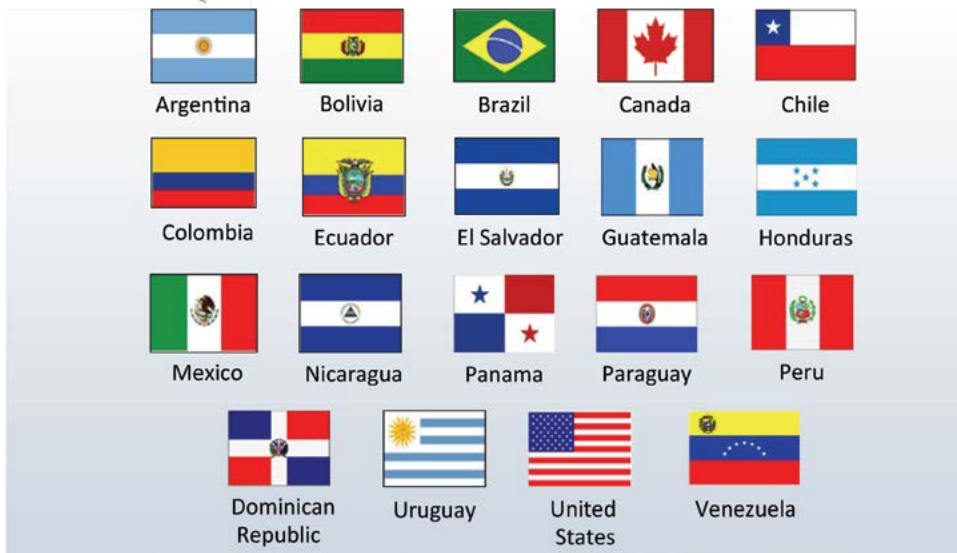 Argentina
Bolivia
Brazil
Canada
Chile
Colombia
Ecuador
El Salvador
Guatemala
Honduras
Mexico
Nicaragua
Panama
Paraguay
Peru
Dominican
Republic
Uruguay
United
States
Venezuela